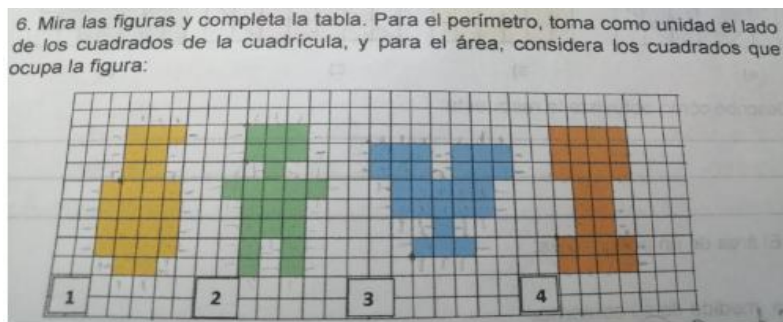 6. Mira las figuras y completa la tabla. Para el perímetro, toma como unidad el lado
de los cuadrados de la cuadrícula, y para el área, considera los cuadrados que
ocupa la figura:
1 2 3 4